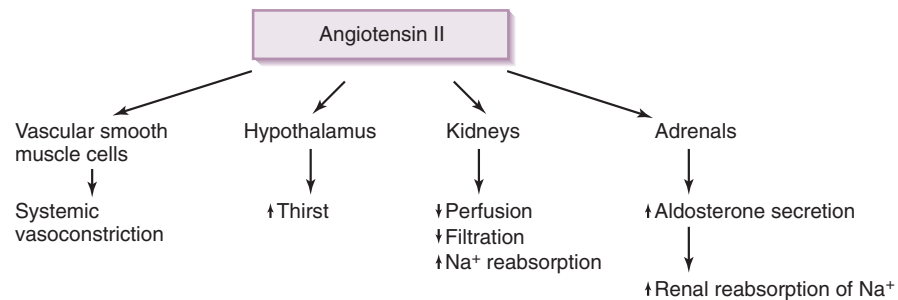 Angiotensin II
Vascular smooth
muscle cells
Hypothalamus
Kidneys
Adrenals
Systemic
vasoconstriction
↑Thirst
↓Perfusion
↓Filtration
↑Na⁺ reabsorption
↑Aldosterone secretion
↑Renal reabsorption of Na⁺